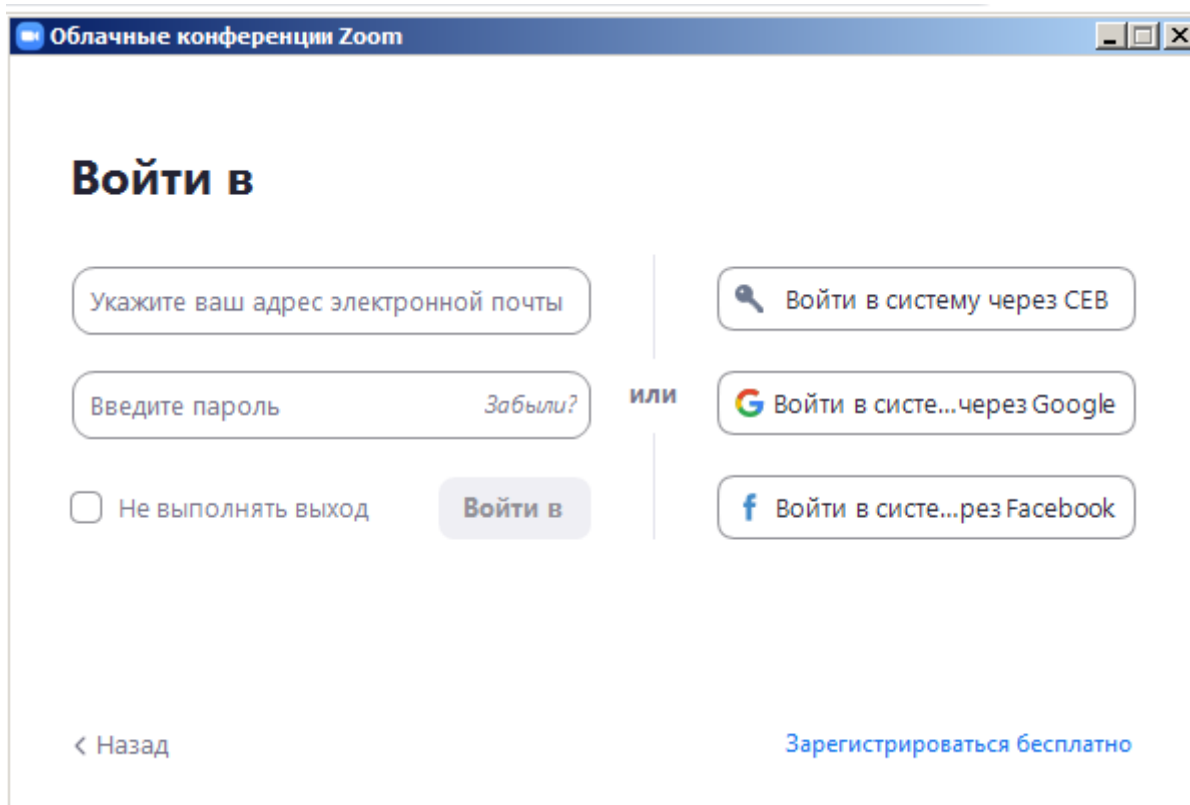 Облачные конференции Zoom
Войти в
Укажите ваш адрес электронной почты
Введите пароль Забыли?
Не выполнять выход
Войти в
или
Войти в систему через СЕВ
Войти в систе...через Google
Войти в систе...рез Facebook
Назад
Зарегистрироваться бесплатно